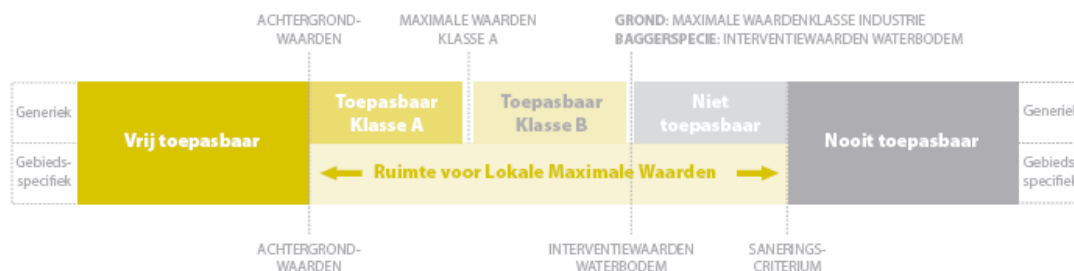 ACHTERGROND-
WAARDEN
MAXIMALE WAARDEN
KLASSE A
GROND: MAXIMALE WAARDENKLASSE INDUSTRIE
BAGGERSPECIE: INTERVENTIEWAARDEN WATERBODEM
Generiek
Vrij toepasbaar
Toepasbaar
Klasse A
Toepasbaar
Klasse B
Niet
toepasbaar
Nooit toepasbaar
Generiek
Gebieds-
specifiek
Ruimte voor Lokale Maximale Waarden
Gebieds
specifiek
ACHTERGROND-
WAARDEN
INTERVENTIEWAARDEN
WATERBODEM
SANERINGS-
CRITERIUM